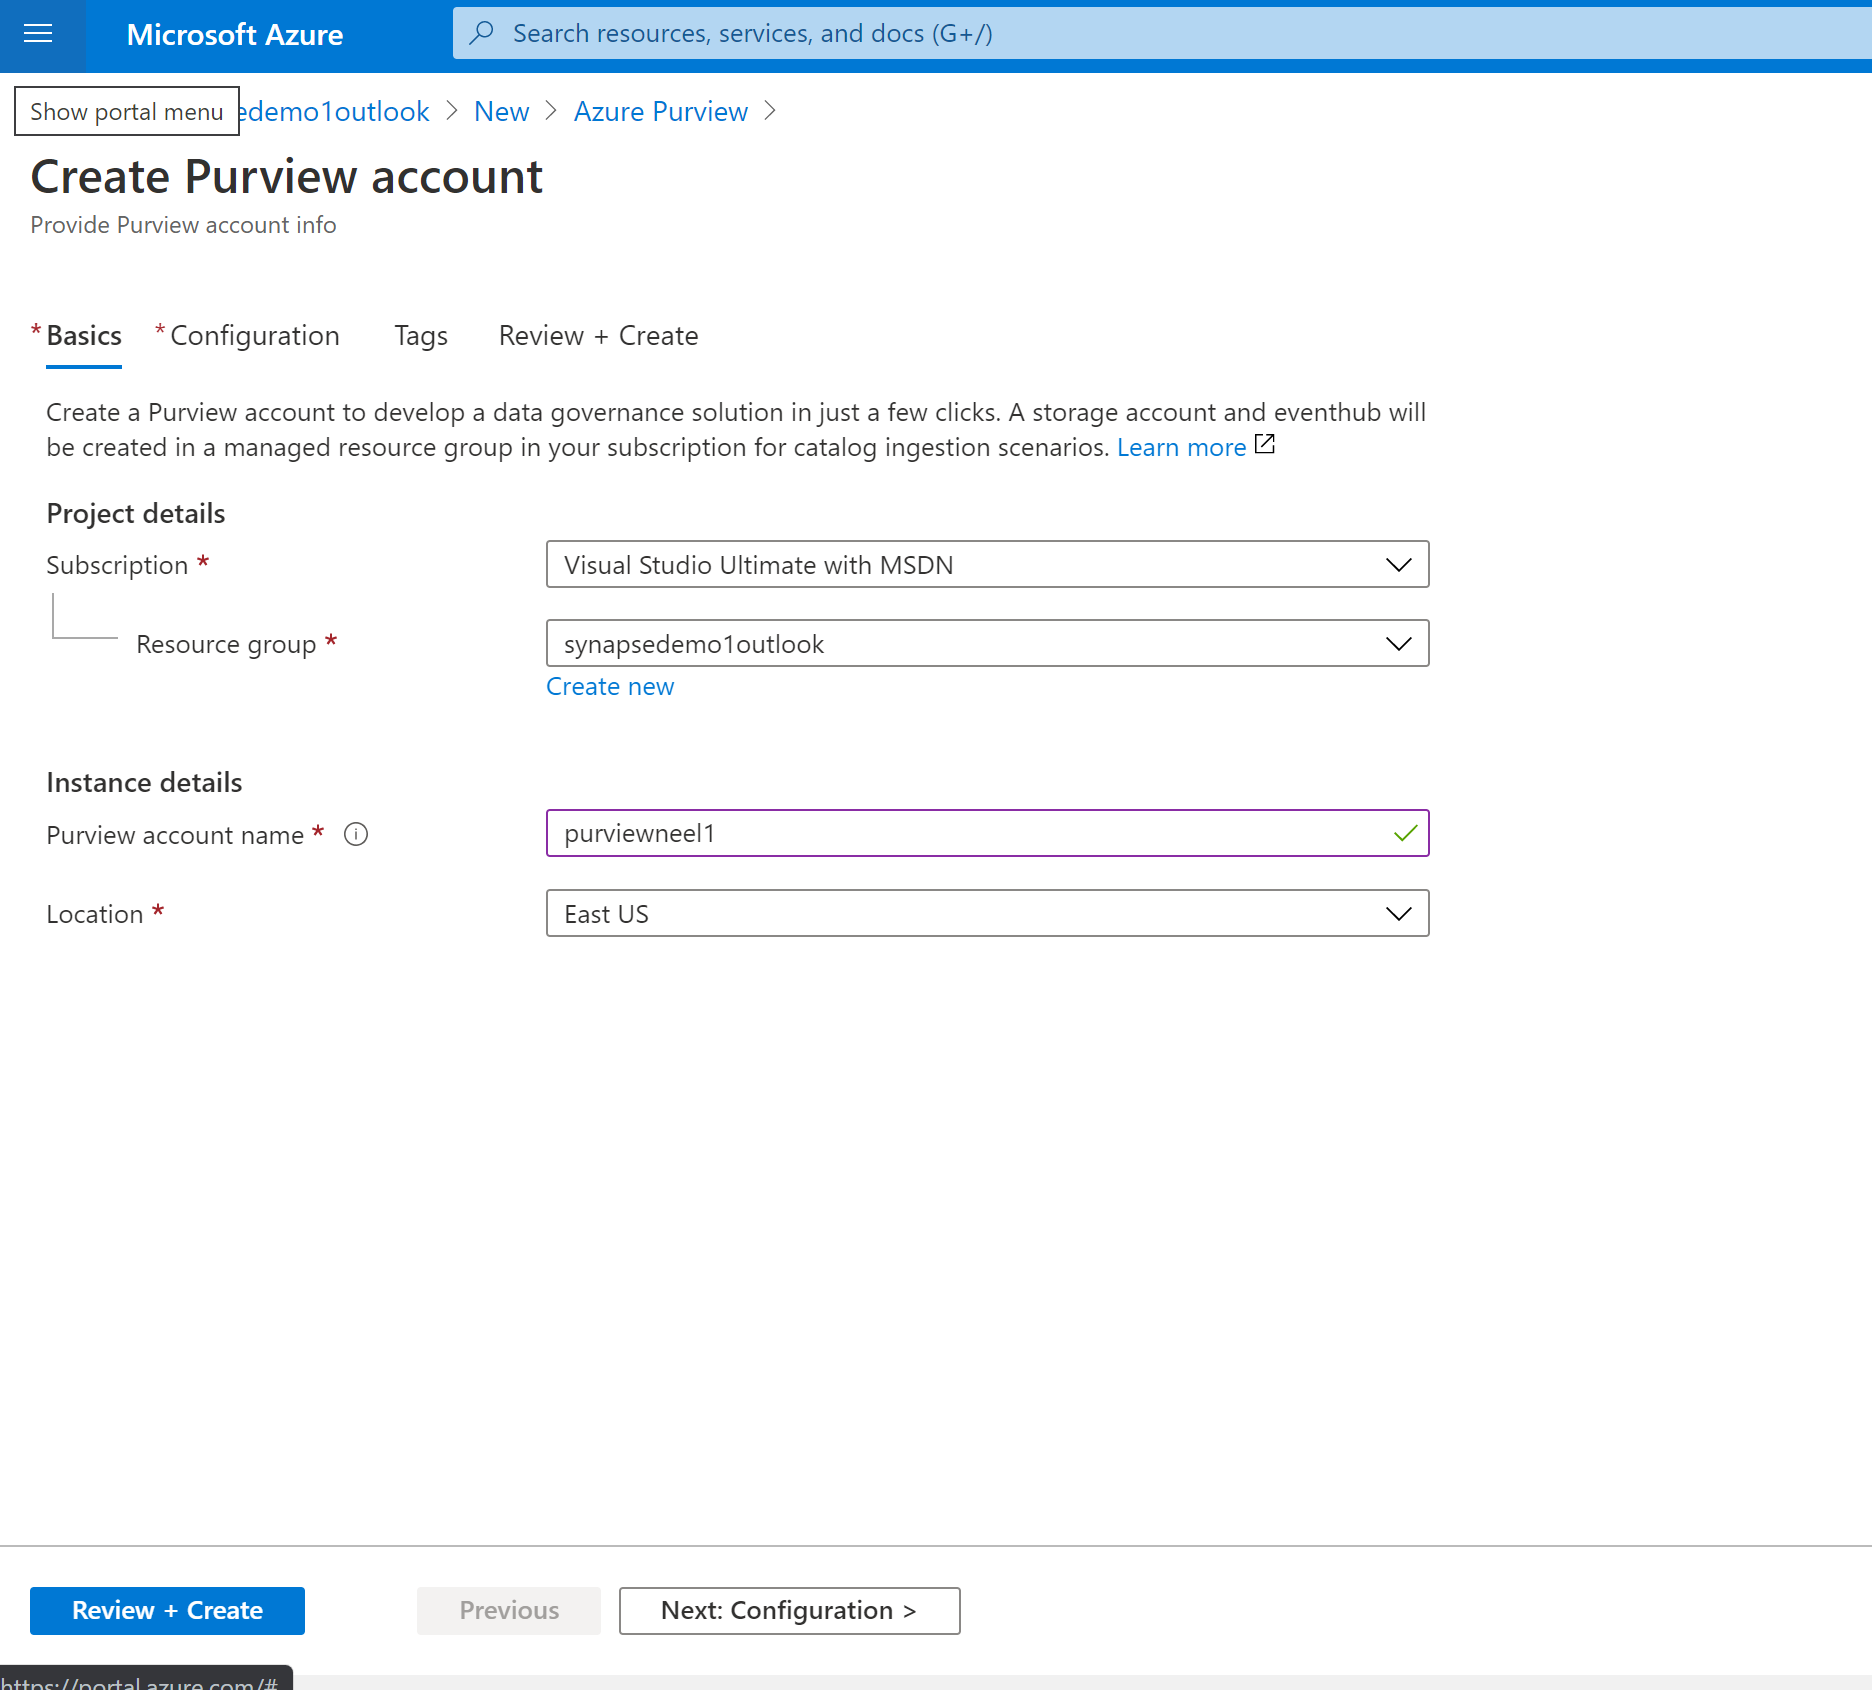 Microsoft Azure
Search resources, services, and docs (G+/)
Show portal menu
edemo1outlook > New > Azure Purview >
Create Purview account
Provide Purview account info
* Basics * Configuration Tags Review + Create
Create a Purview account to develop a data governance solution in just a few clicks. A storage account and eventhub will
be created in a managed resource group in your subscription for catalog ingestion scenarios. Learn more
Project details
Subscription * Visual Studio Ultimate with MSDN
Resource group * synapsedemo1outlook
Create new
Instance details
Purview account name * purviewneel1
Location * East US
Review + Create Previous Next: Configuration >
https://portal.azure.com/#